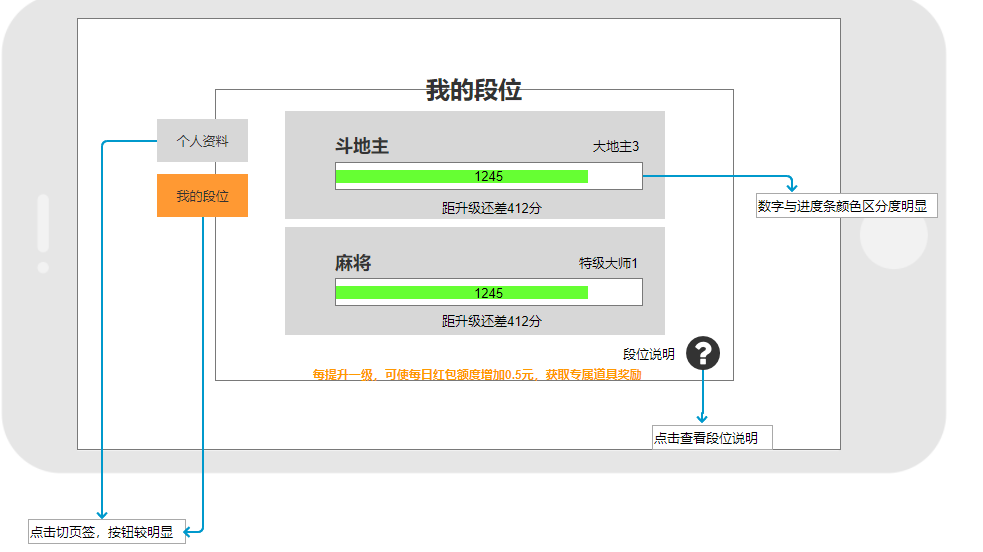 我的段位
个人资料
我的段位
斗地主
大地主3
1245
距升级还差412分
数字与进度条颜色区分度明显
麻将
特级大师1
1245
距升级还差412分
段位说明
?
每提升一级，可使每日红包额度增加0.5元，获取专属道具奖励
点击查看段位说明
点击切页签，按钮较明显